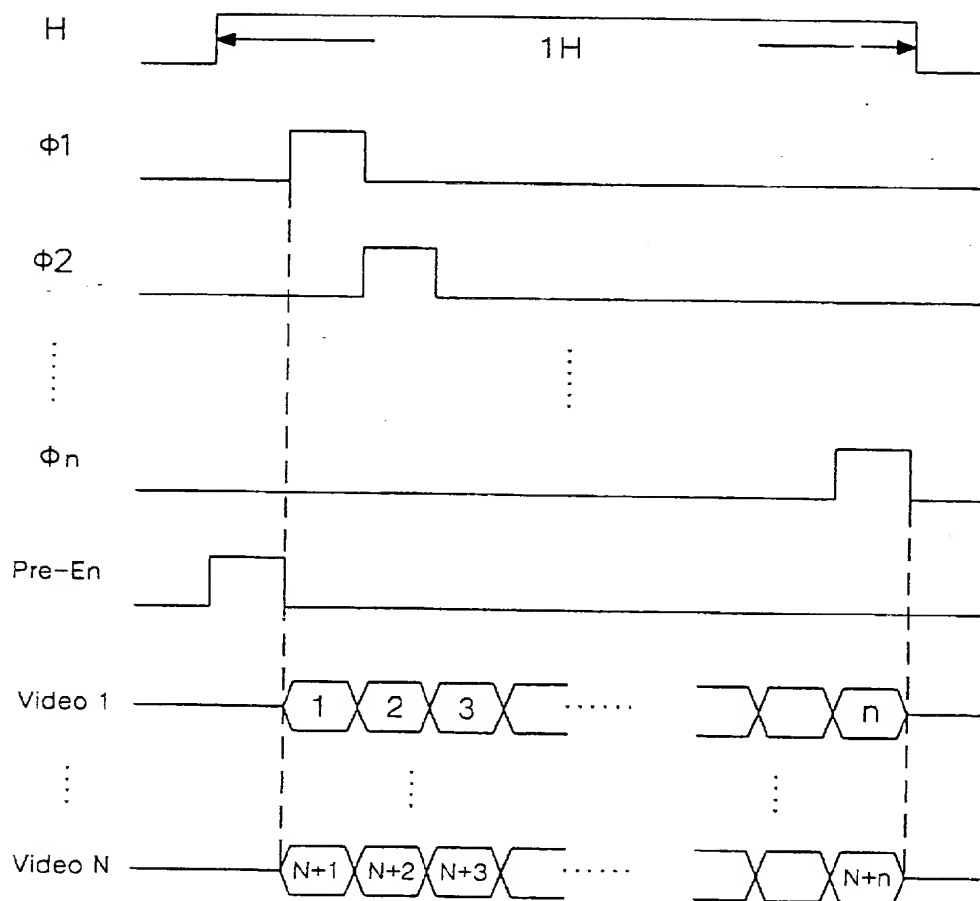 H
1H
Φ1
Φ2
Φn
Pre-En
Video 1 1 2 3 ...... n
Video N N+1 N+2 N+3 ...... N+n